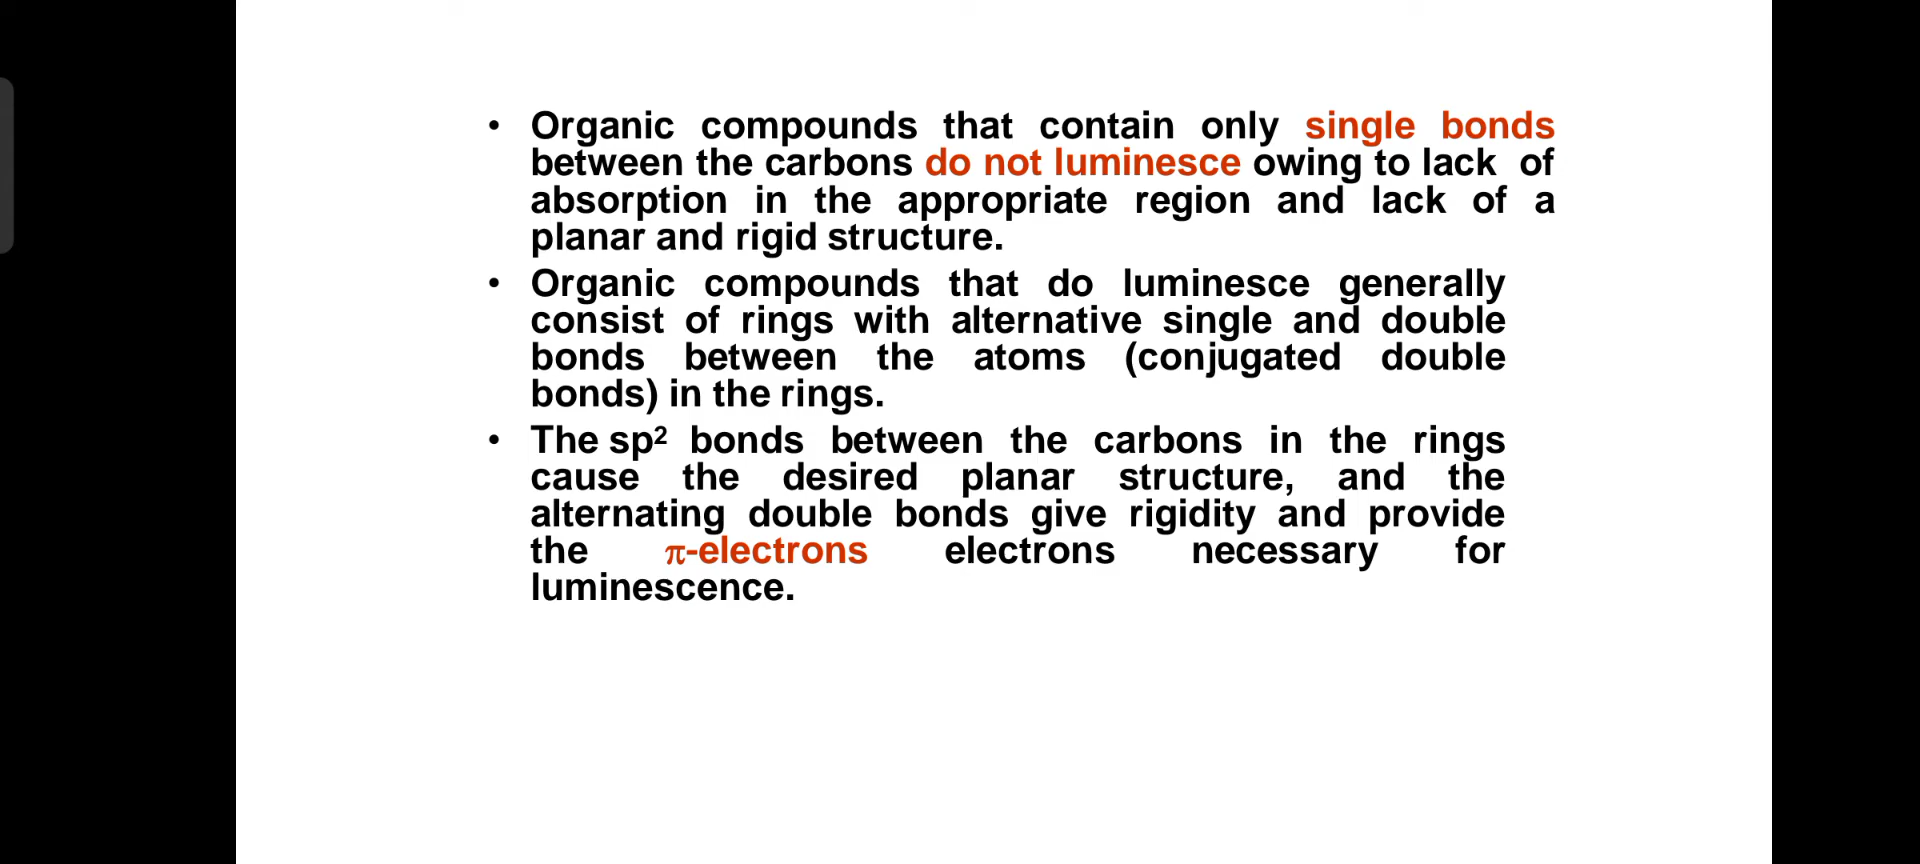 • Organic compounds that contain only single bonds
between the carbons do not luminesce owing to lack of
absorption in the appropriate region and lack of a
planar and rigid structure.
• Organic compounds that do luminesce generally
consist of rings with alternative single and double
bonds between the atoms (conjugated double
bonds) in the rings.
• The sp² bonds between the carbons in the rings
cause the desired planar structure, and the
alternating double bonds give rigidity and provide
the π-electrons electrons necessary for
luminescence.